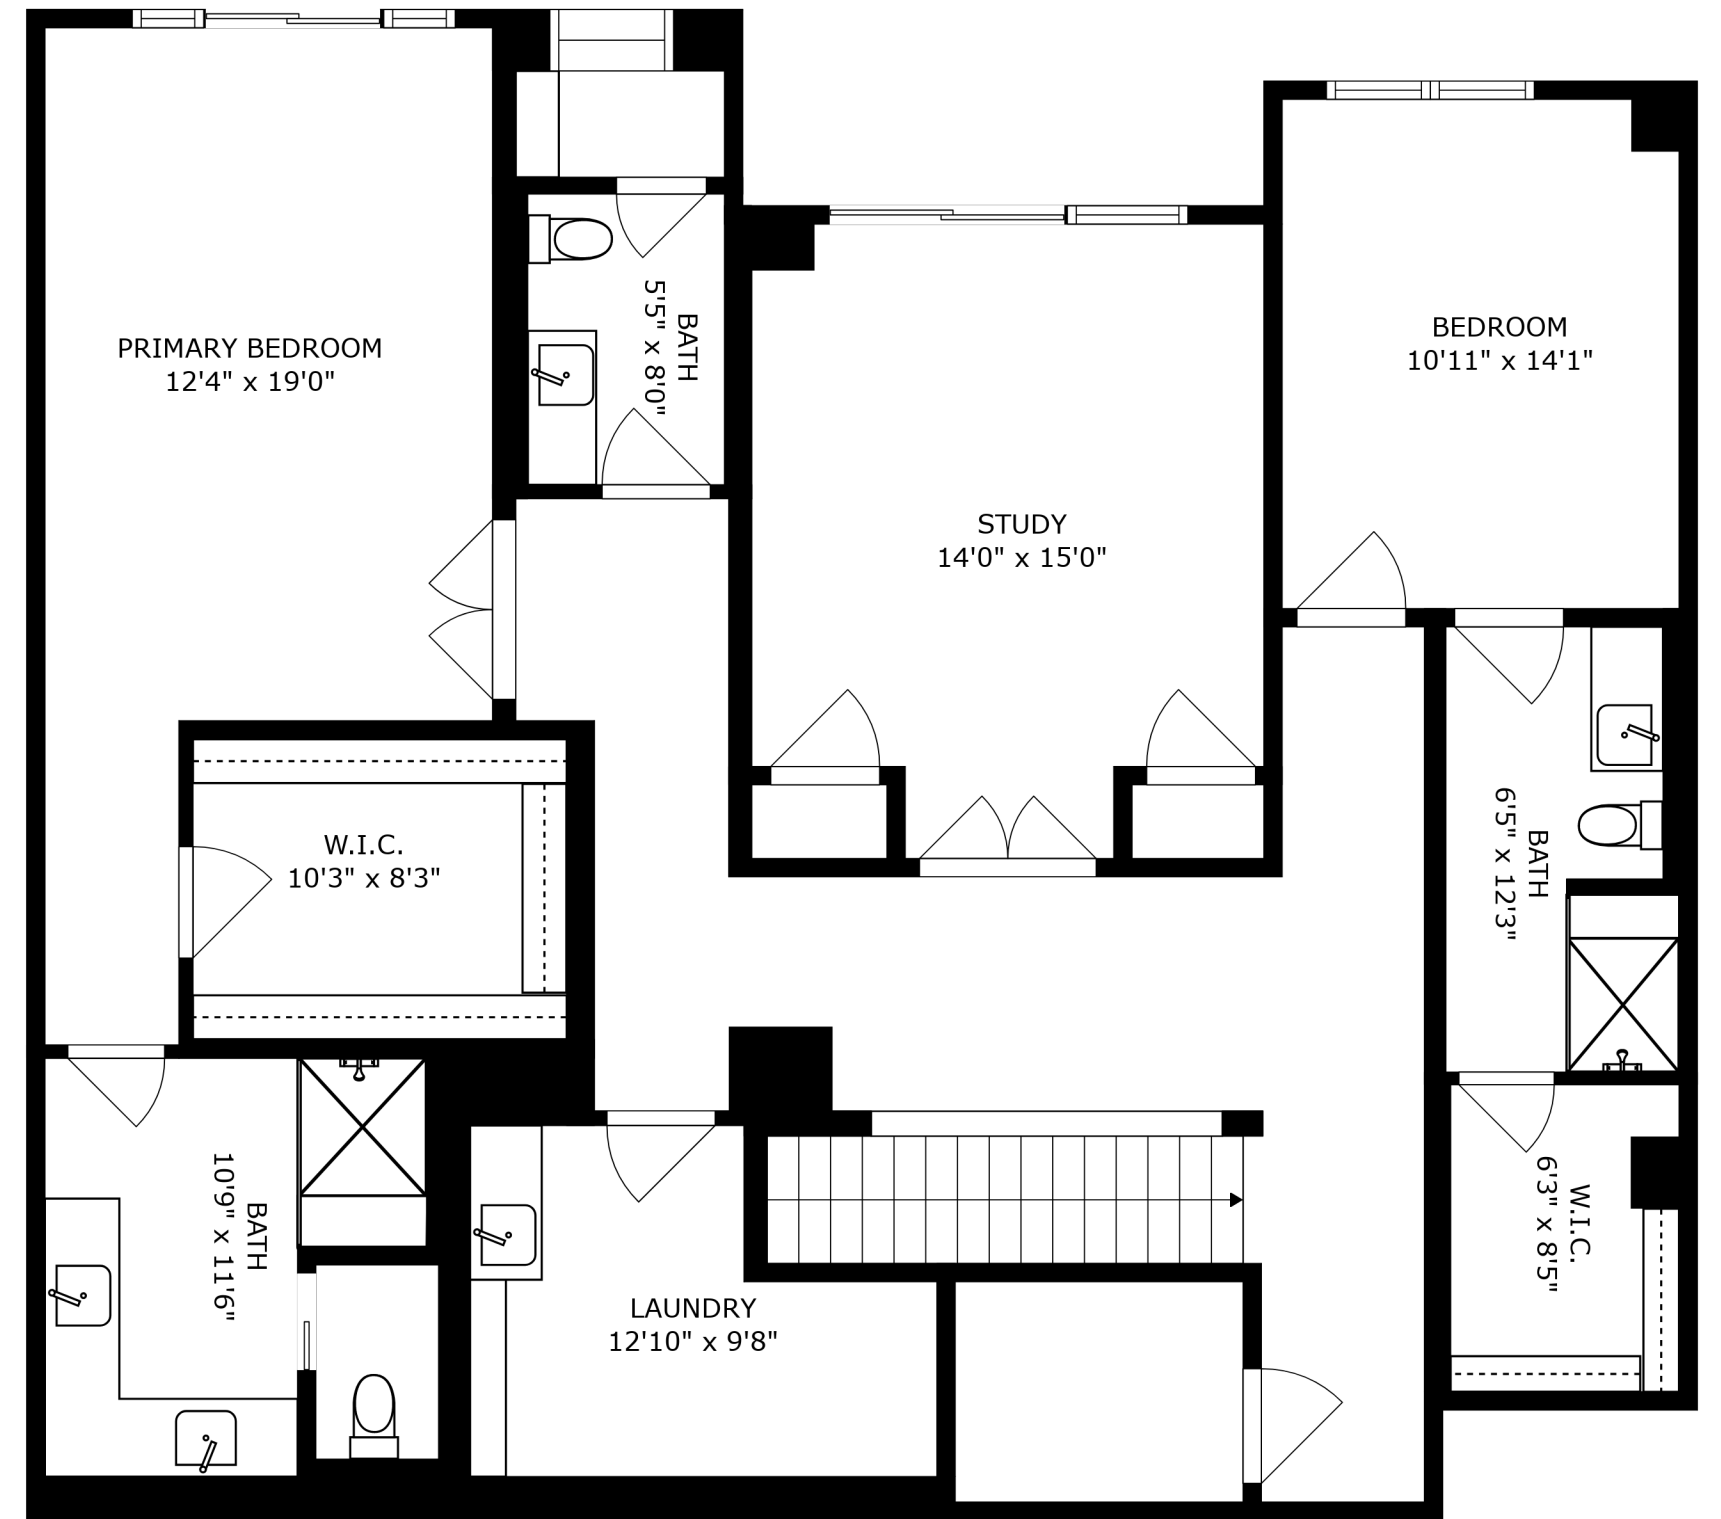 PRIMARY BEDROOM
12'4" x 19'0"
BATH
5'5" x 8'0"
STUDY
14'0" x 15'0"
BEDROOM
10'11" x 14'1"
W.I.C.
10'3" x 8'3"
BATH
6'5" x 12'3"
BATH
10'9" x 11'6"
LAUNDRY
12'10" x 9'8"
W.I.C.
6'3" x 8'5"